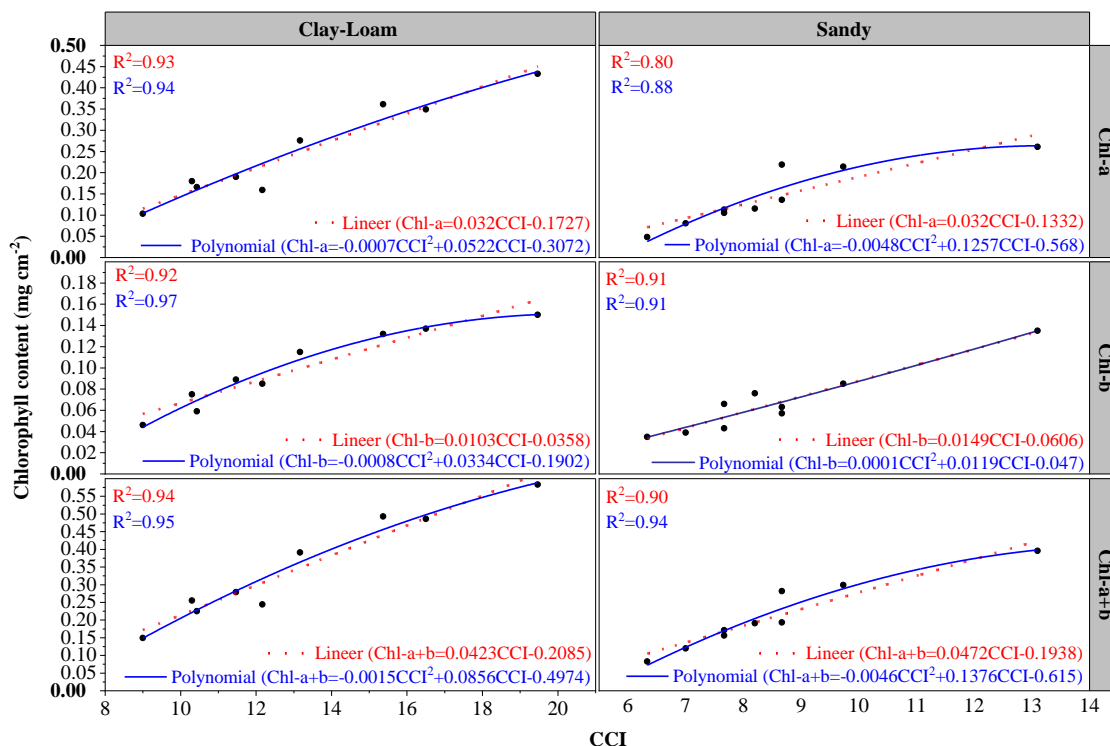 Clay-Loam
Sandy
Chlorophyll content (mg cm-2)
0.50
0.45
0.40
0.35
0.30
0.25
0.20
0.15
0.10
0.05
0.00
R2=0.93
R2=0.94
Lineer (Chl-a=0.032CCI-0.1727)
Polynomial (Chl-a=-0.0007CCI2+0.0522CCI-0.3072)
R2=0.80
R2=0.88
Lineer (Chl-a=0.032CCI-0.1332)
Polynomial (Chl-a=-0.0048CCI2+0.1257CCI-0.568)
Chl-a
0.18
0.16
0.14
0.12
0.10
0.08
0.06
0.04
0.02
0.00
R2=0.92
R2=0.97
Lineer (Chl-b=0.0103CCI-0.0358)
Polynomial (Chl-b=-0.0008CCI2+0.0334CCI-0.1902)
R2=0.91
R2=0.91
Lineer (Chl-b=0.0149CCI-0.0606)
Polynomial (Chl-b=0.0001CCI2+0.0119CCI-0.047)
Chl-b
0.55
0.50
0.45
0.40
0.35
0.30
0.25
0.20
0.15
0.10
0.05
0.00
R2=0.94
R2=0.95
Lineer (Chl-a+b=0.0423CCI-0.2085)
Polynomial (Chl-a+b=-0.0015CCI2+0.0856CCI-0.4974)
R2=0.90
R2=0.94
Lineer (Chl-a+b=0.0472CCI-0.1938)
Polynomial (Chl-a+b=-0.0046CCI2+0.1376CCI-0.615)
Chl-a+b
8 10 12 14 16 18 20
6 7 8 9 10 11 12 13 14
CCI